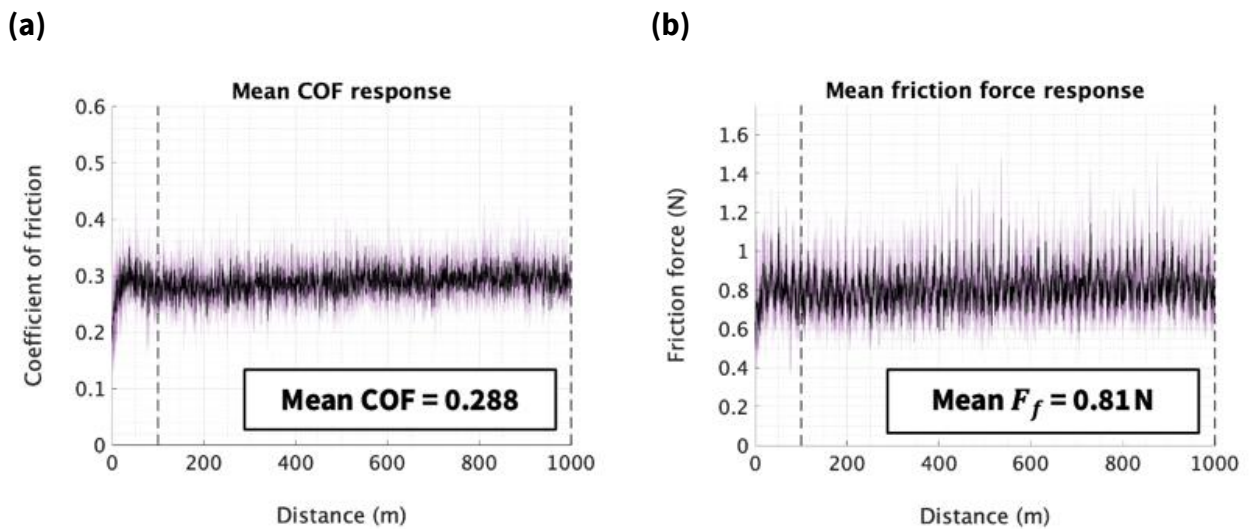 (a)
Mean COF response
0.6
0.5
0.4
0.3
0.2
0.1
0
Coefficient of friction
Mean COF = 0.288
0 200 400 600 800 1000
Distance (m)
(b)
Mean friction force response
1.6
1.4
1.2
1
0.8
0.6
0.4
0.2
0
Friction force (N)
Mean F_f = 0.81 N
0 200 400 600 800 1000
Distance (m)